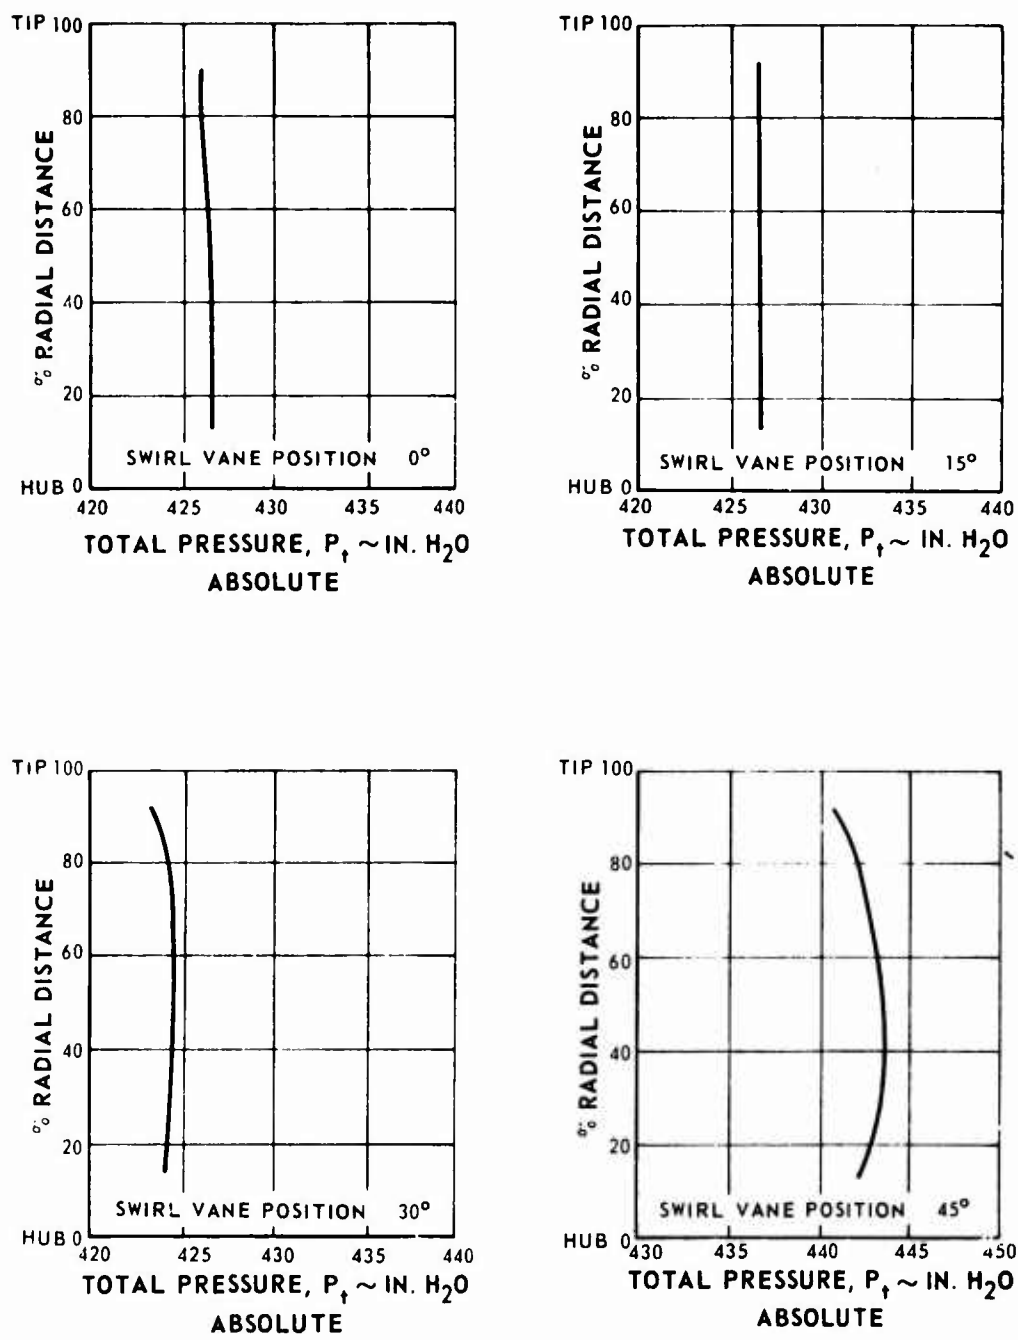 TIP 100
80
60
40
20
HUB 0
% RADIAL DISTANCE
SWIRL VANE POSITION 0°
420 425 430 435 440
TOTAL PRESSURE, Pt ~ IN. H2O
ABSOLUTE
TIP 100
80
60
40
20
HUB 0
% RADIAL DISTANCE
SWIRL VANE POSITION 15°
420 425 430 435 440
TOTAL PRESSURE, Pt ~ IN. H2O
ABSOLUTE
TIP 100
80
60
40
20
HUB 0
% RADIAL DISTANCE
SWIRL VANE POSITION 30°
420 425 430 435 440
TOTAL PRESSURE, Pt ~ IN. H2O
ABSOLUTE
TIP 100
80
60
40
20
HUB 0
% RADIAL DISTANCE
SWIRL VANE POSITION 45°
430 435 440 445 450
TOTAL PRESSURE, Pt ~ IN. H2O
ABSOLUTE